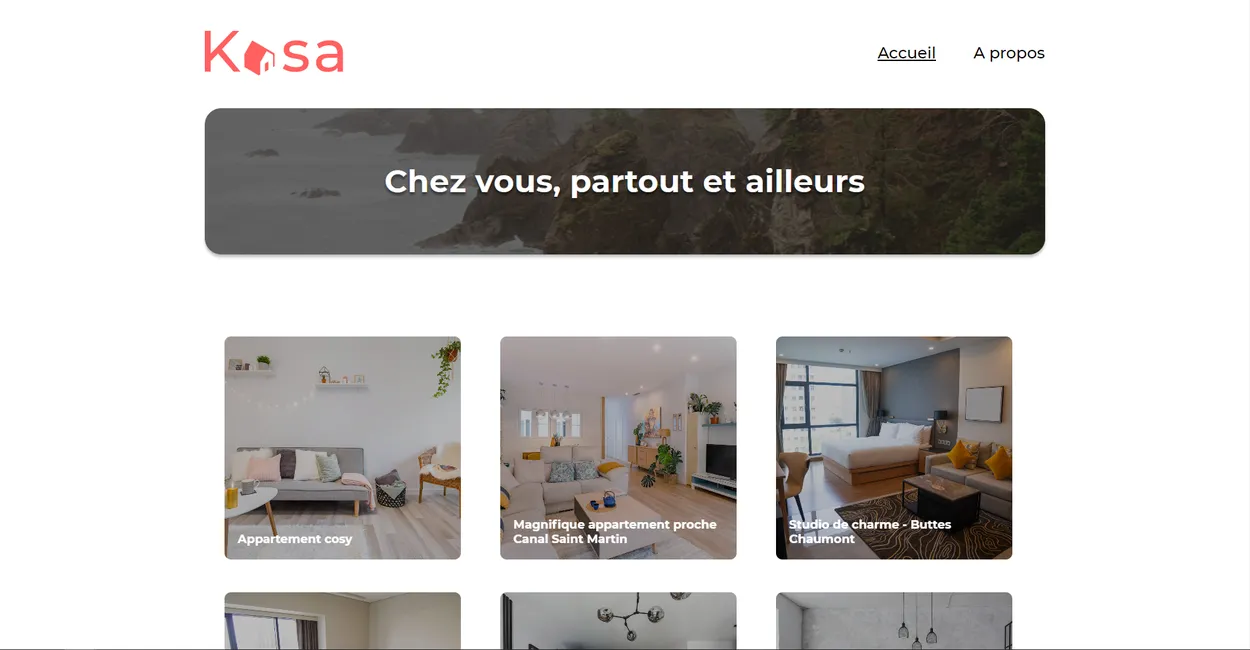 Kasa
Accueil
A propos
Chez vous, partout et ailleurs
Appartement cosy
Magnifique appartement proche
Canal Saint Martin
Studio de charme - Buttes
Chaumont